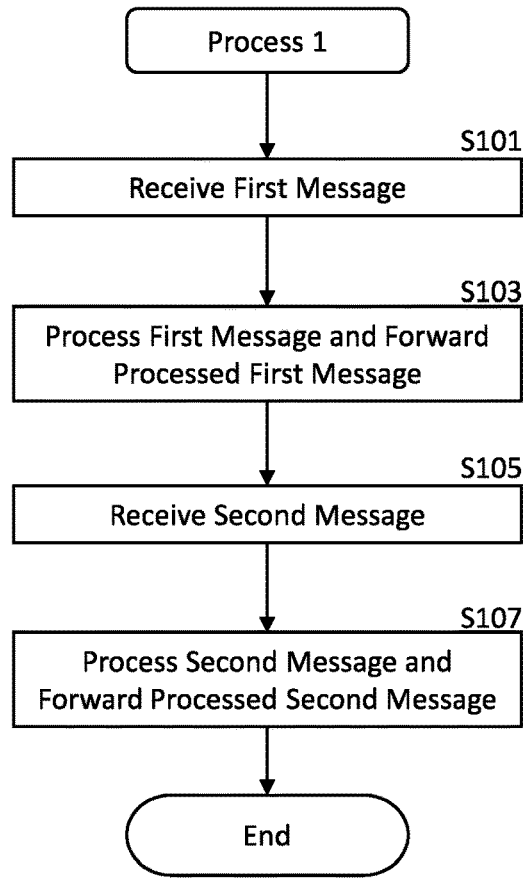 Process 1
S101
Receive First Message
S103
Process First Message and Forward
Processed First Message
S105
Receive Second Message
S107
Process Second Message and
Forward Processed Second Message
End